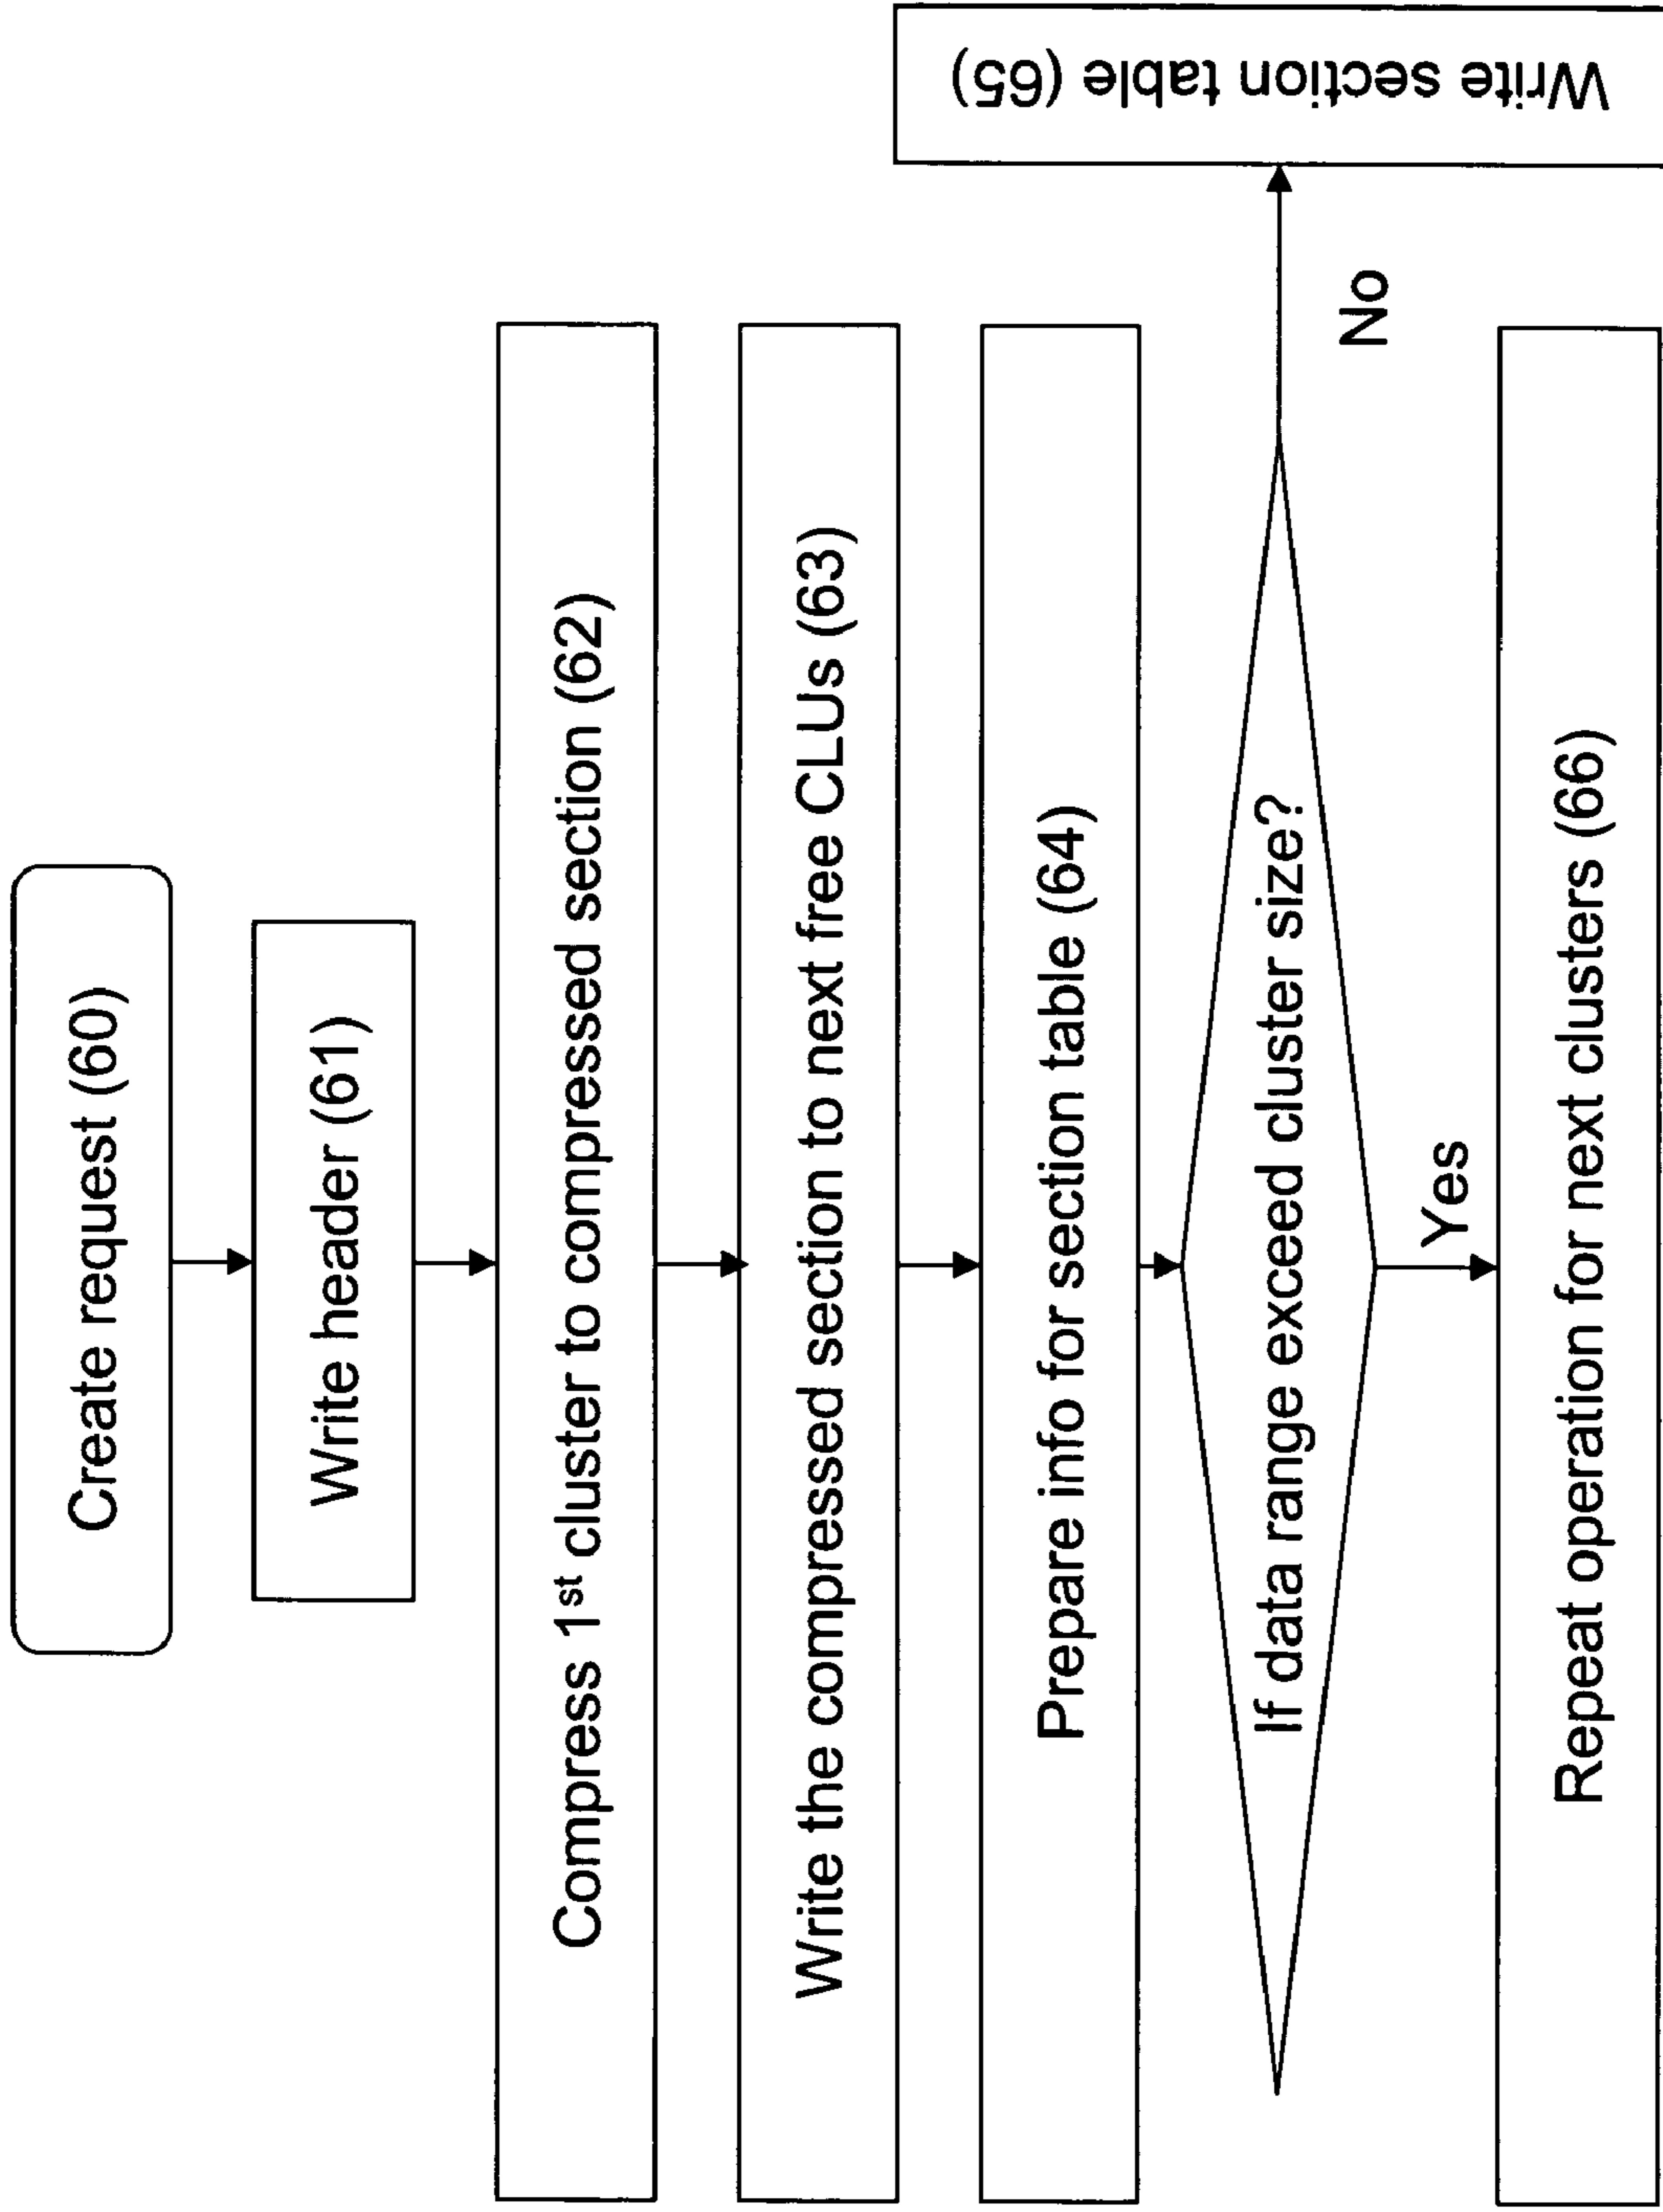 Create request (60)
Write header (61)
Compress 1st cluster to compressed section (62)
Write the compressed section to next free CLUs (63)
Prepare info for section table (64)
If data range exceed cluster size?
No
Write section table (65)
Yes
Repeat operation for next clusters (66)